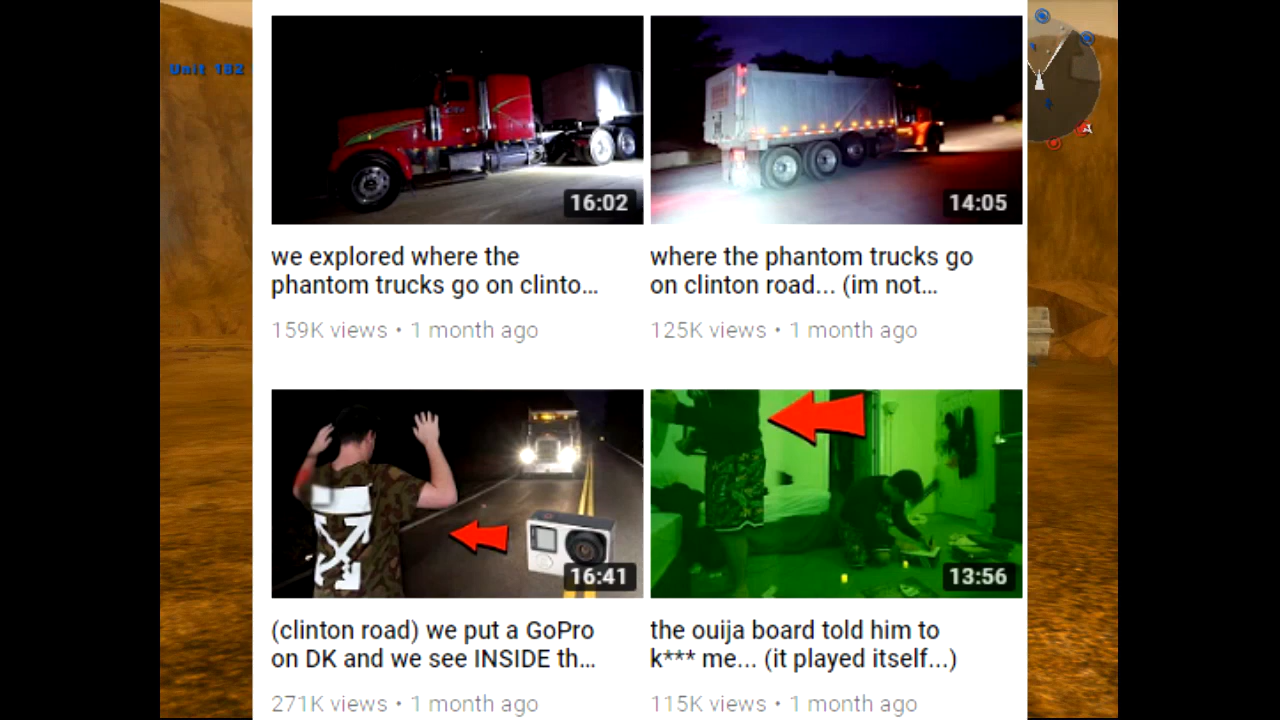 Unit 182
16:02
14:05
we explored where the
phantom trucks go on clinto...
159K views • 1 month ago
where the phantom trucks go
on clinton road... (im not...
125K views • 1 month ago
16:41
13:56
(clinton road) we put a GoPro
on DK and we see INSIDE th...
271K views • 1 month ago
the ouija board told him to
k*** me... (it played itself...)
115K views • 1 month ago